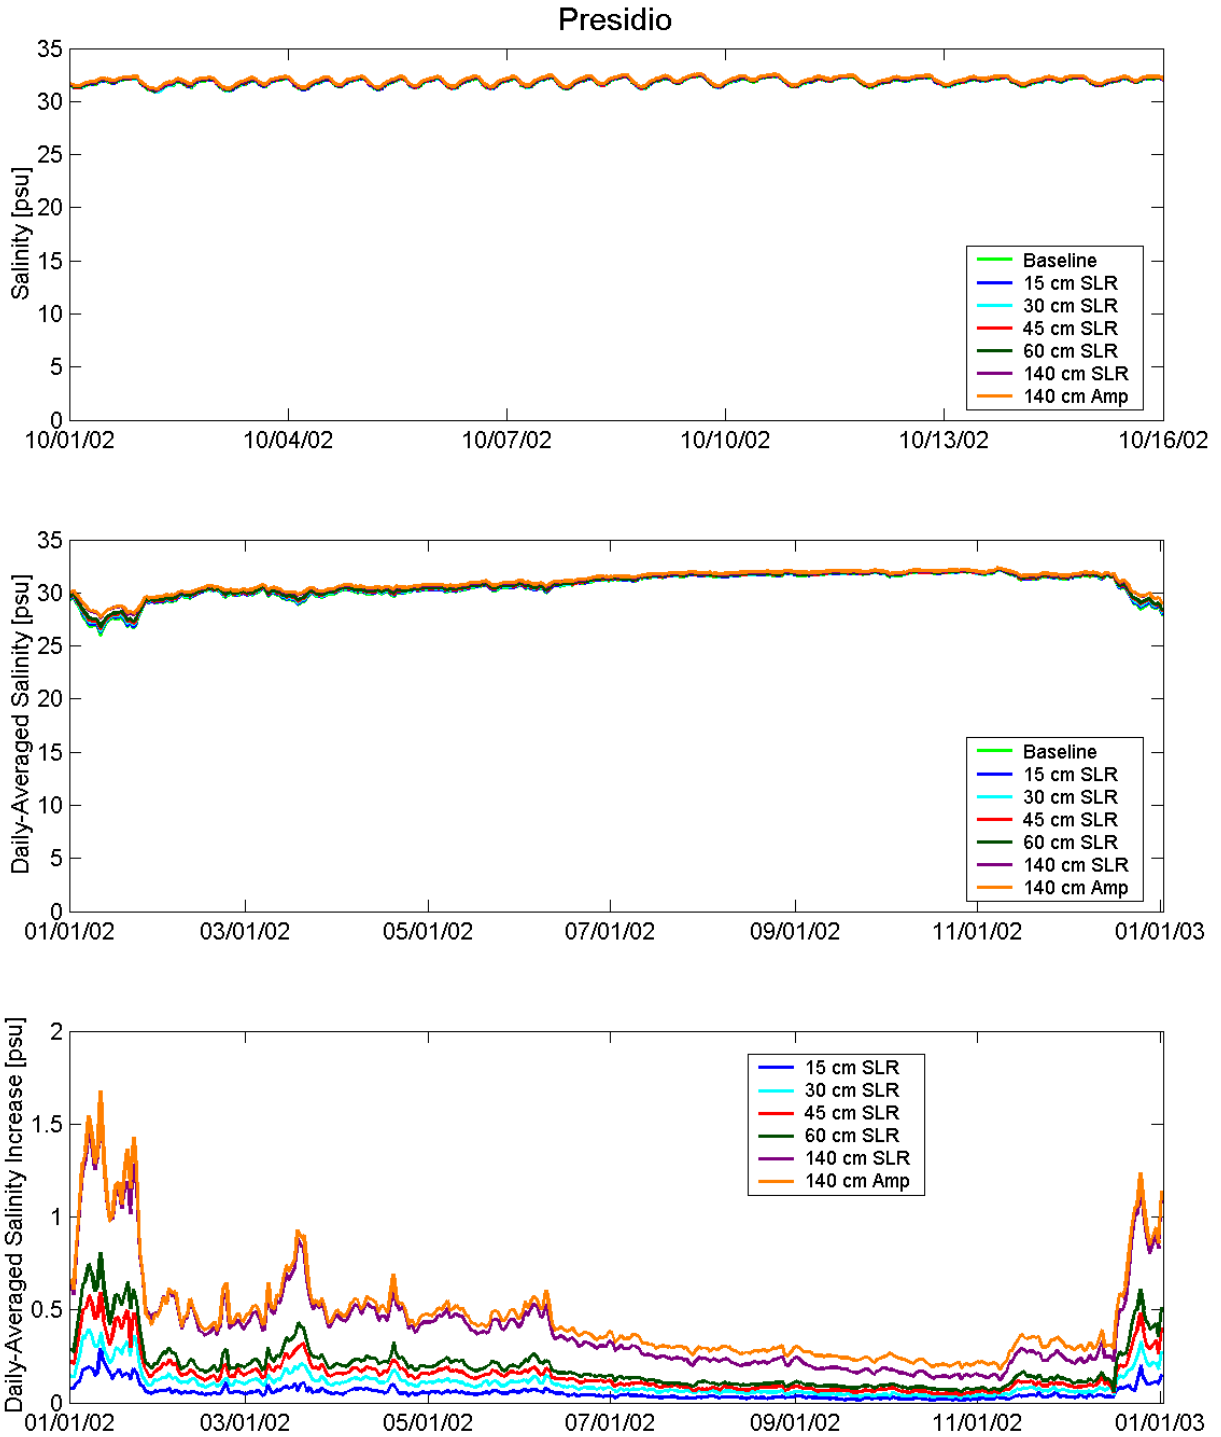 Presidio
Salinity [psu]
35
30
25
20
15
10
5
0
Baseline
15 cm SLR
30 cm SLR
45 cm SLR
60 cm SLR
140 cm SLR
140 cm Amp
10/01/02 10/04/02 10/07/02 10/10/02 10/13/02 10/16/02
Daily-Averaged Salinity [psu]
35
30
25
20
15
10
5
0
Baseline
15 cm SLR
30 cm SLR
45 cm SLR
60 cm SLR
140 cm SLR
140 cm Amp
01/01/02 03/01/02 05/01/02 07/01/02 09/01/02 11/01/02 01/01/03
Daily-Averaged Salinity Increase [psu]
2
1.5
1
0.5
0
15 cm SLR
30 cm SLR
45 cm SLR
60 cm SLR
140 cm SLR
140 cm Amp
01/01/02 03/01/02 05/01/02 07/01/02 09/01/02 11/01/02 01/01/03